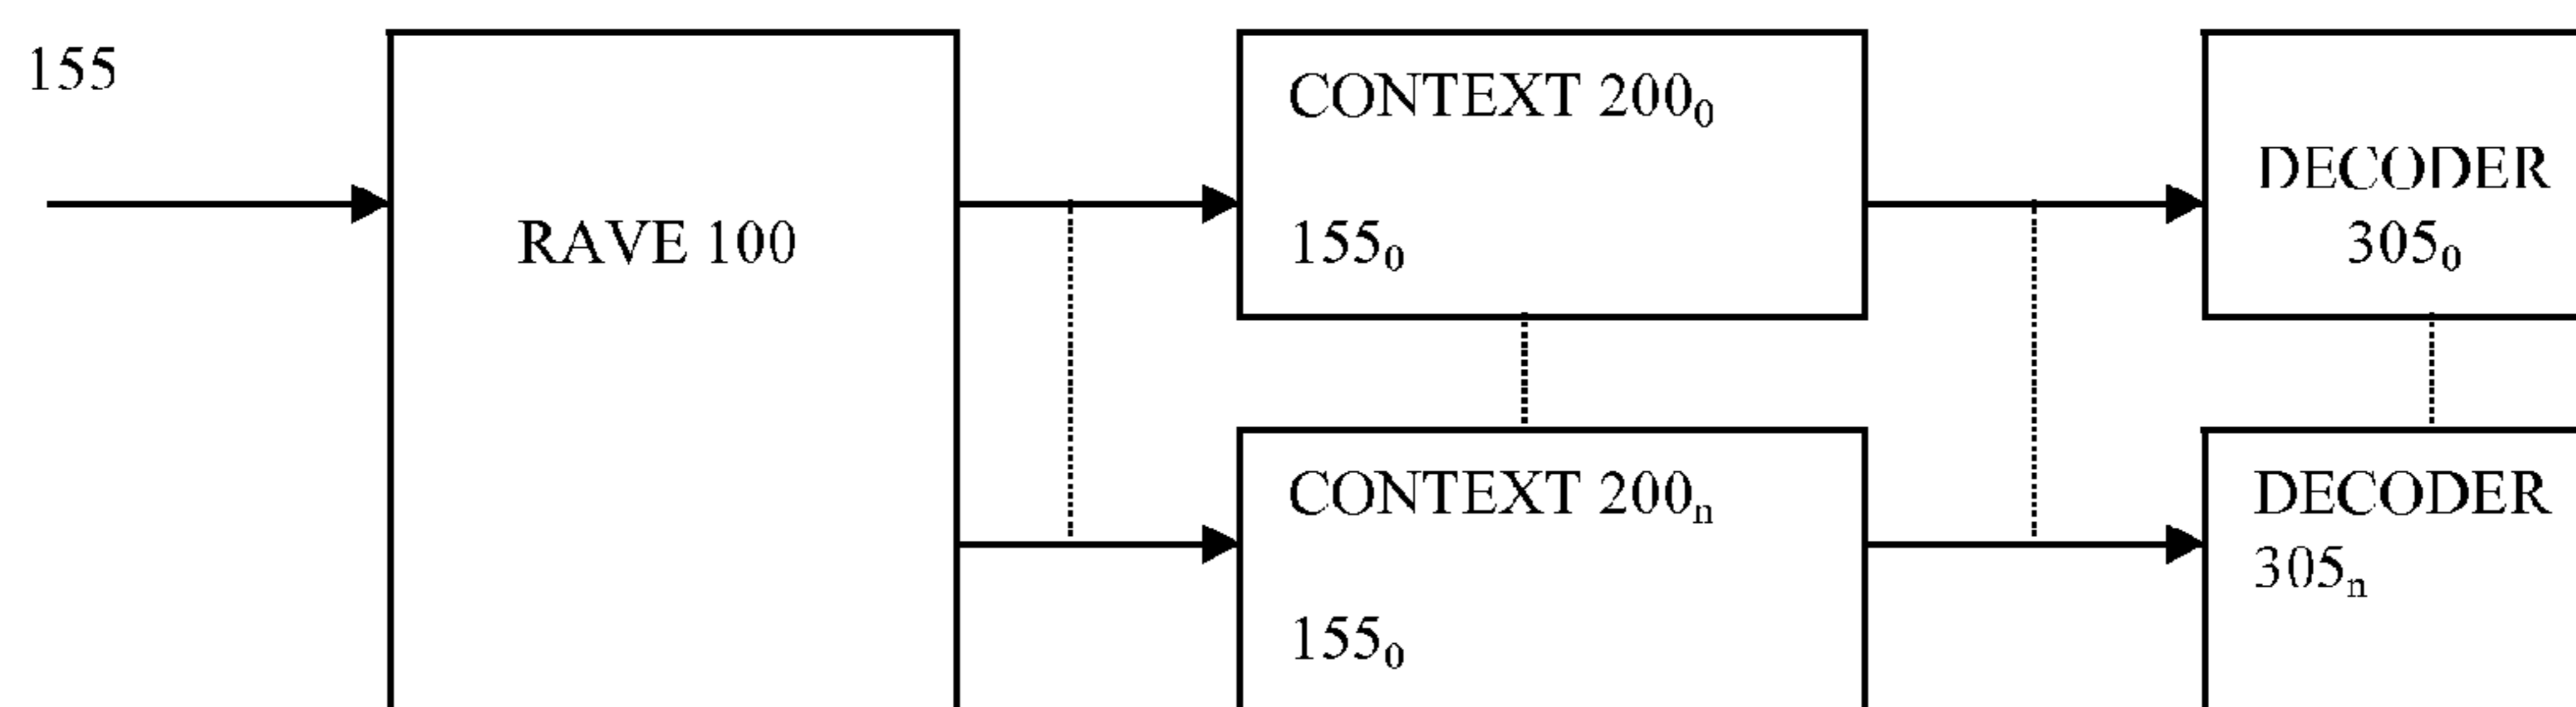 155
RAVE 100
CONTEXT 200₀
155₀
DECODER
305₀
CONTEXT 200ₙ
155₀
DECODER
305ₙ